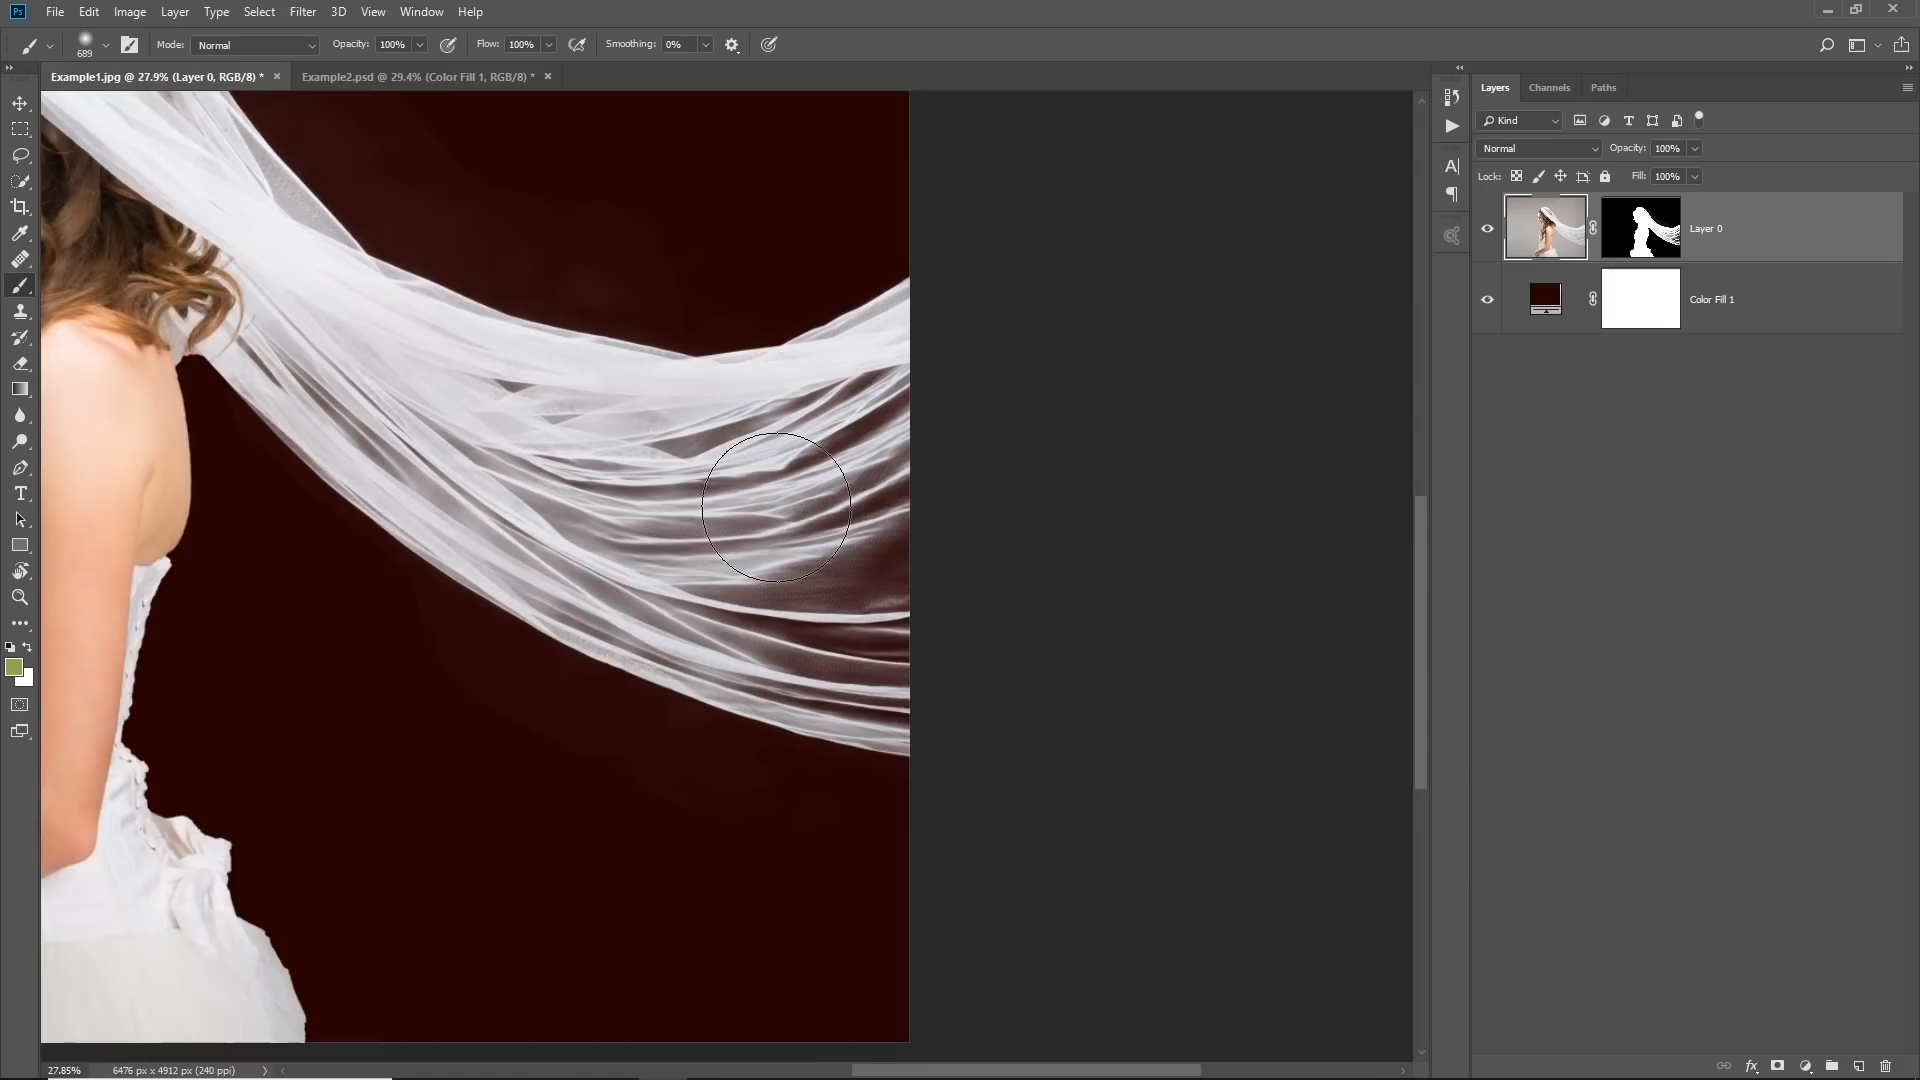 Ps File Edit Image Layer Type Select Filter 3D View Window Help
689 Mode: Normal Opacity: 100% Flow: 100% Smoothing: 0%
Example1.jpg @ 27.9% (Layer 0, RGB/8) * × Example2.psd @ 29.4% (Color Fill 1, RGB/8) * ×
Layers Channels Paths
Kind
Normal Opacity: 100%
Lock: Fill: 100%
Layer 0
Color Fill 1
27.85% 6476 px x 4912 px (240 ppi)